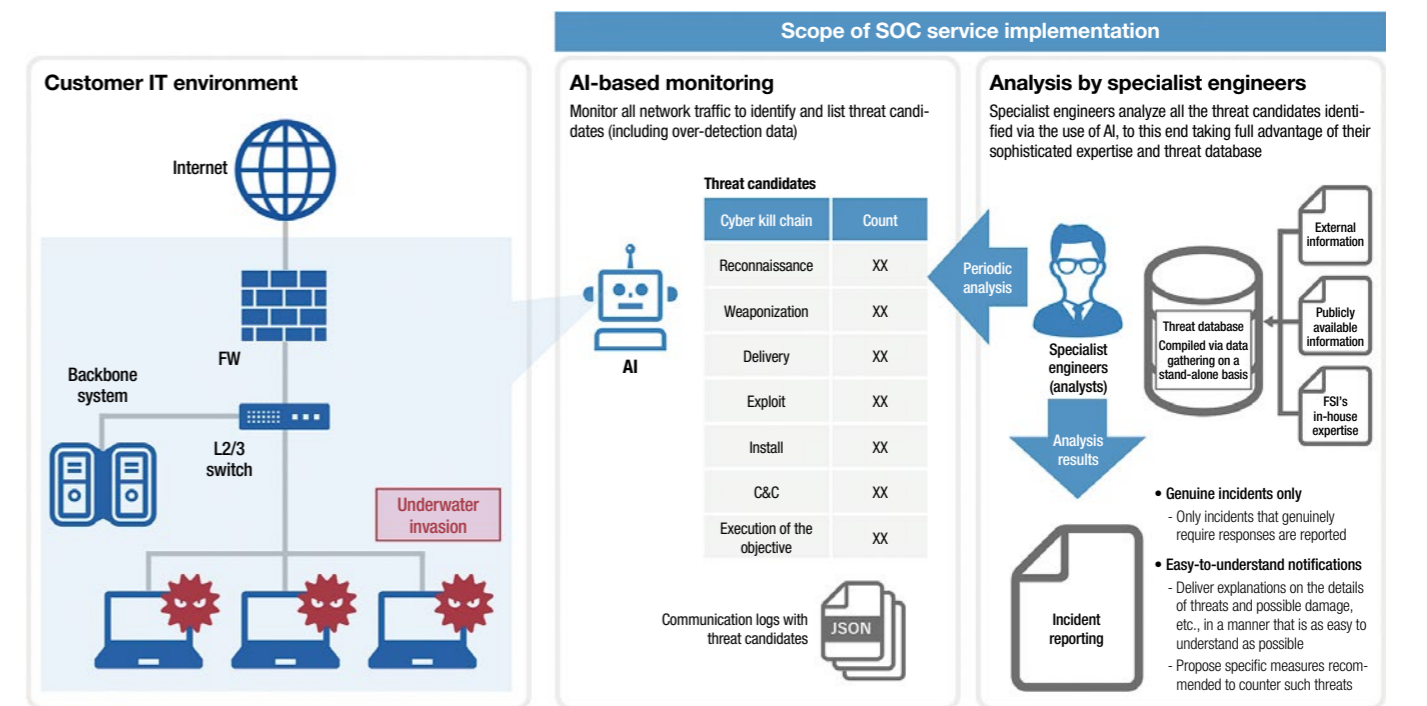 Scope of SOC service implementation
Customer IT environment
Internet
FW
Backbone
system
L2/3
switch
Underwater
invasion
AI-based monitoring
Monitor all network traffic to identify and list threat candi-
dates (including over-detection data)
Threat candidates
Cyber kill chain Count
Reconnaissance XX
Weaponization XX
Delivery XX
Exploit XX
Install XX
C&C XX
Execution of the
objective XX
AI
Communication logs with
threat candidates
JSON
Analysis by specialist engineers
Specialist engineers analyze all the threat candidates identi-
fied via the use of AI, to this end taking full advantage of their
sophisticated expertise and threat database
Periodic
analysis
Specialist
engineers
(analysts)
Threat database
Compiled via data
gathering on a
stand-alone basis
External
information
Publicly
available
information
FSI's
in-house
expertise
Analysis
results
Incident
reporting
• Genuine incidents only
- Only incidents that genuinely
require responses are reported
• Easy-to-understand notifications
- Deliver explanations on the details
of threats and possible damage,
etc., in a manner that is as easy to
understand as possible
- Propose specific measures recom-
mended to counter such threats